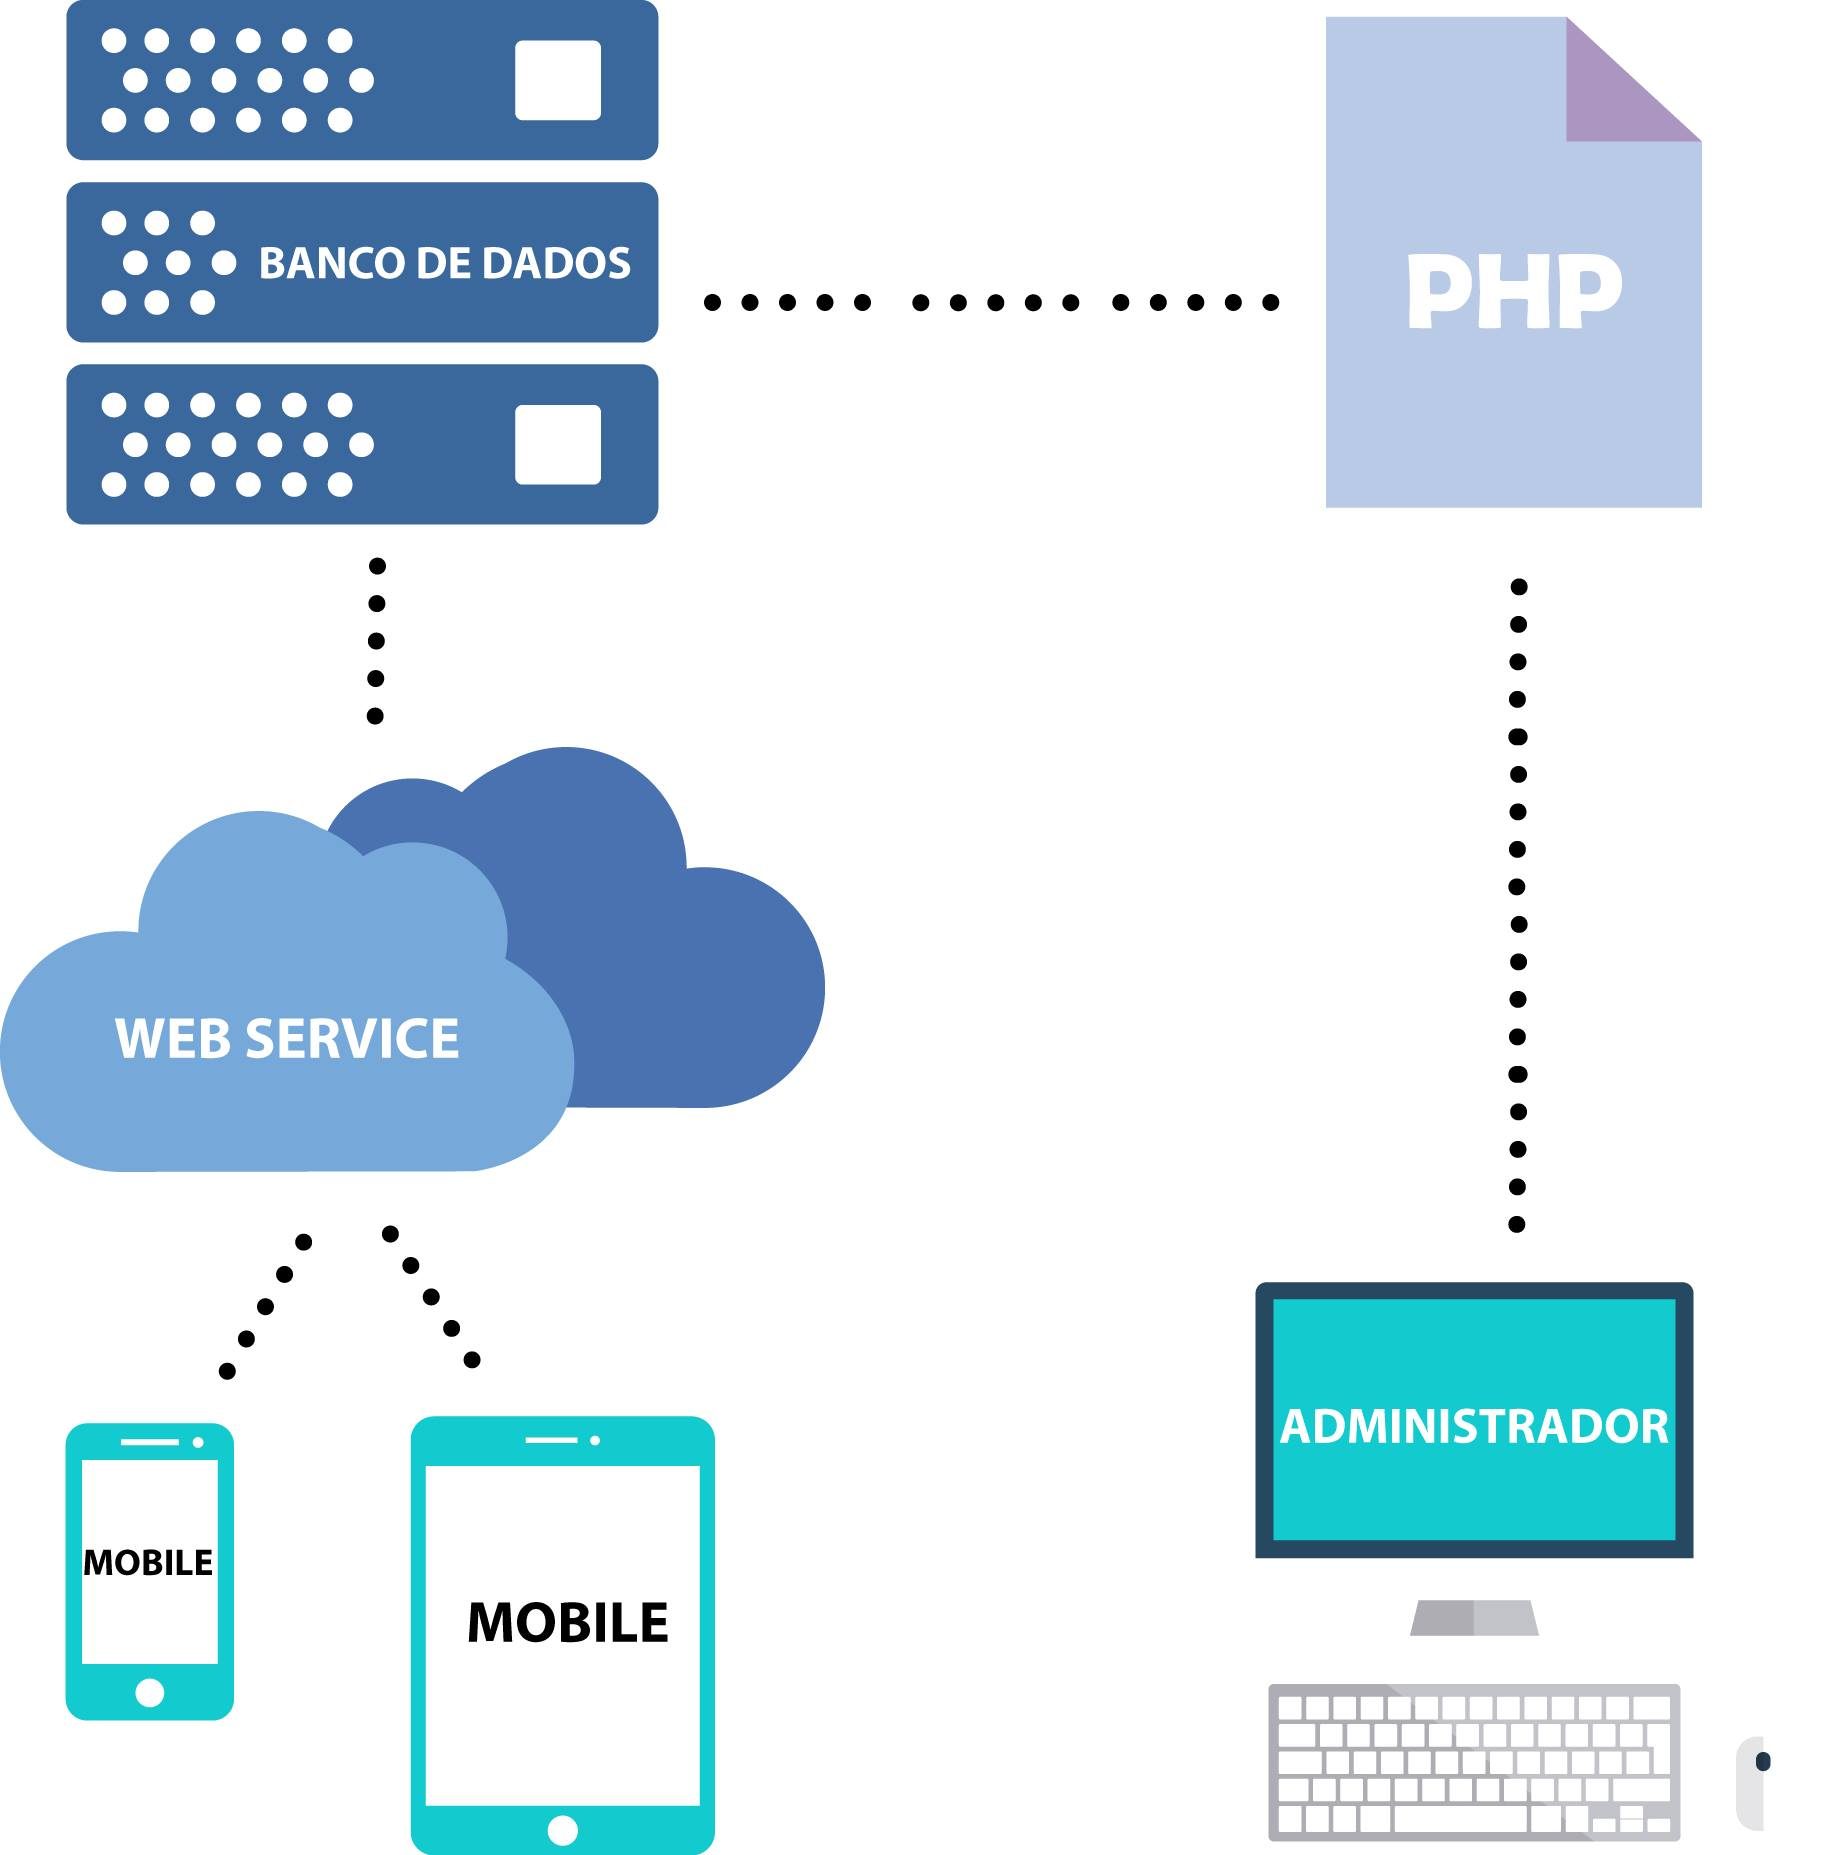 BANCO DE DADOS
PHP
WEB SERVICE
ADMINISTRADOR
MOBILE
MOBILE